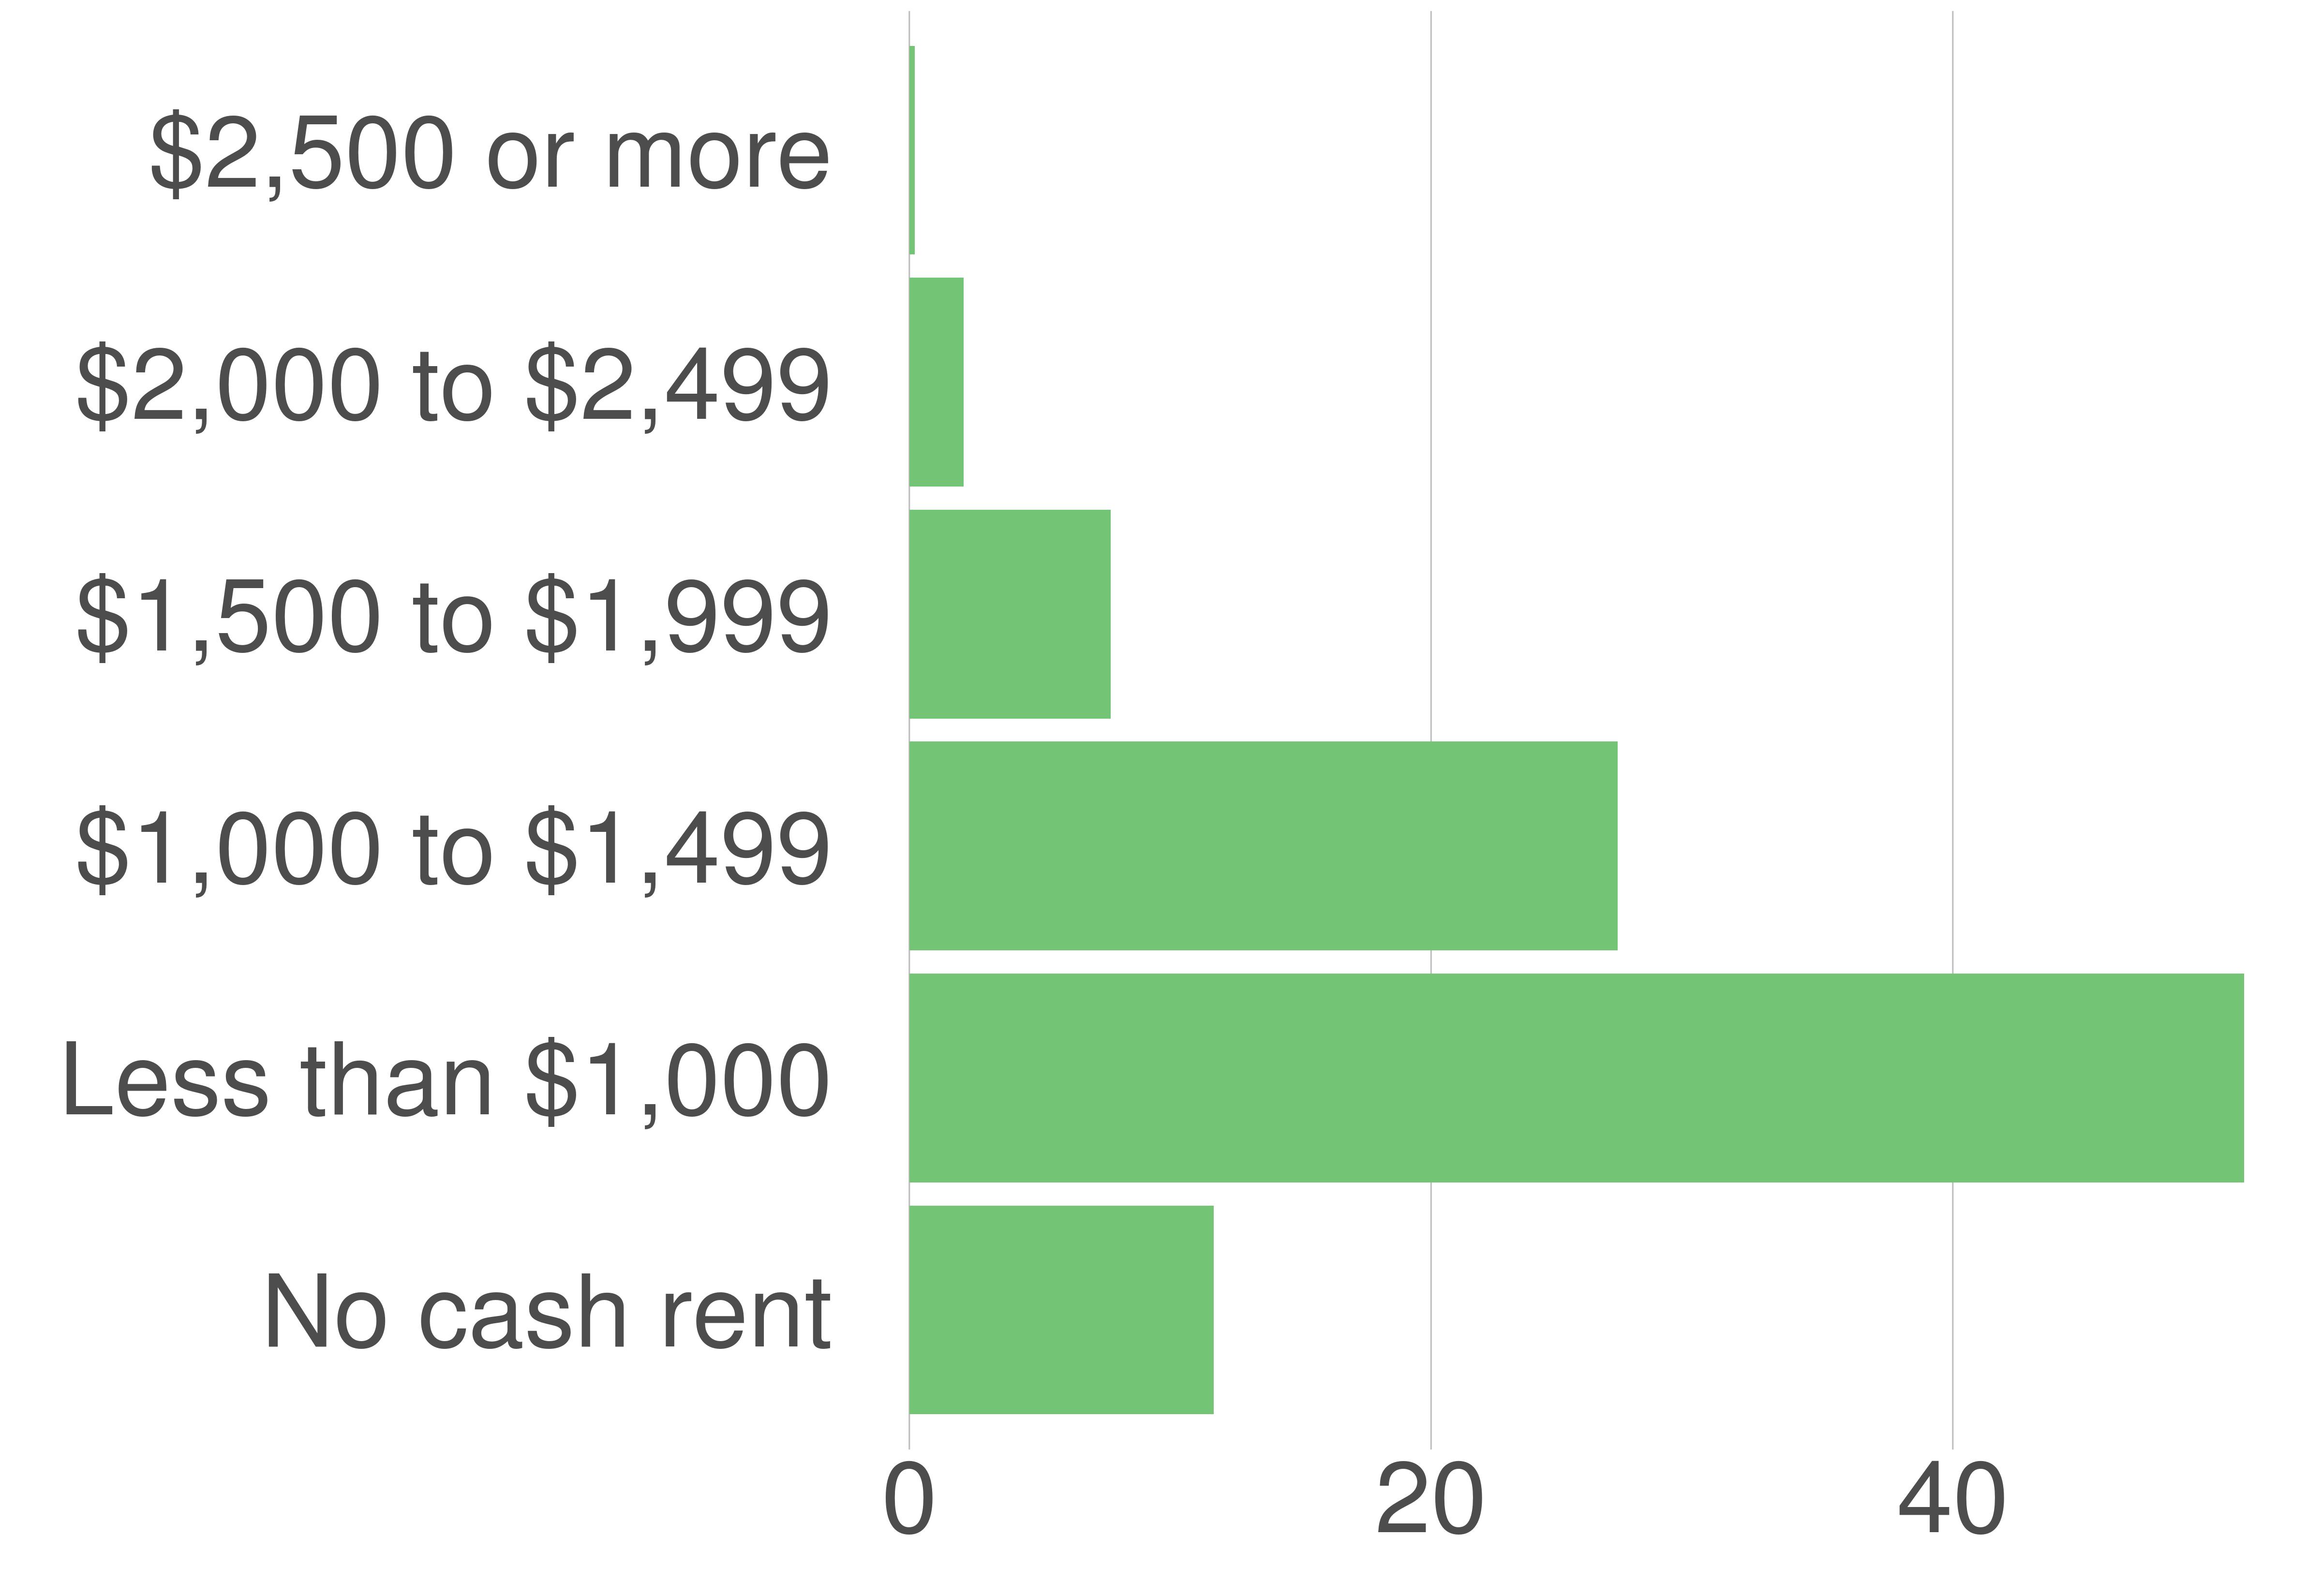 $2,500 or more
$2,000 to $2,499
$1,500 to $1,999
$1,000 to $1,499
Less than $1,000
No cash rent
0 20 40